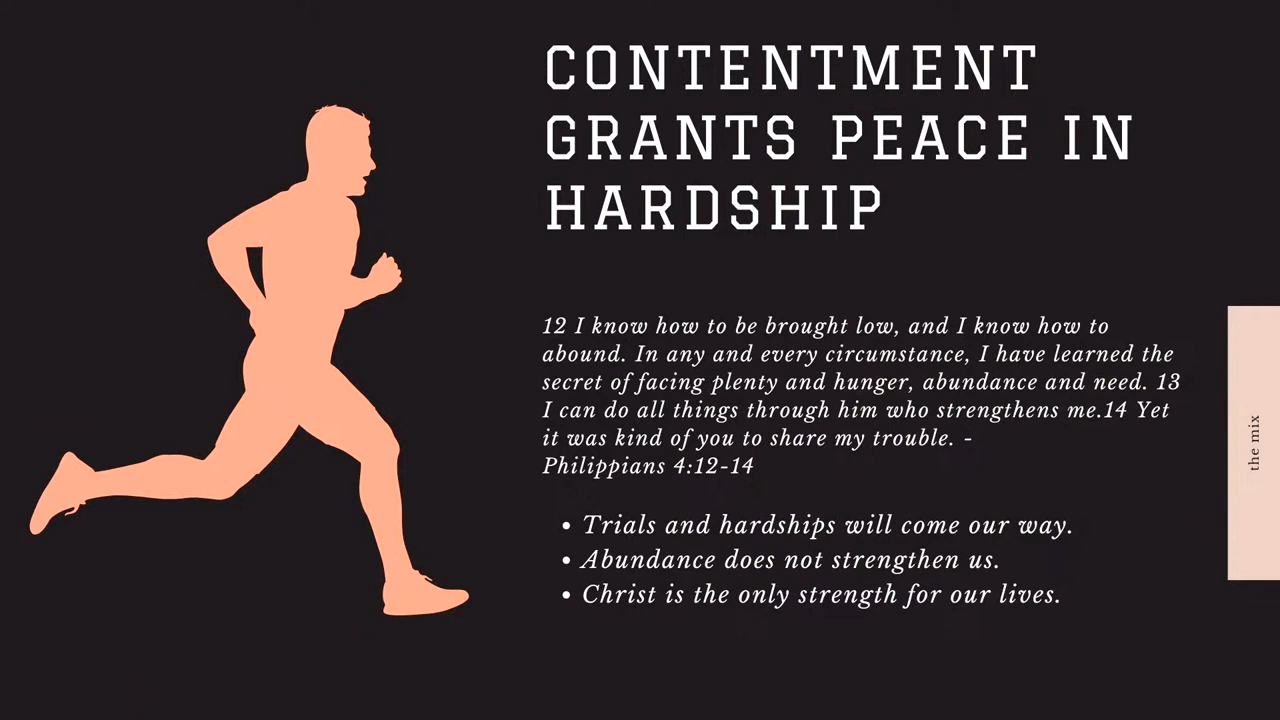 CONTENTMENT
GRANTS PEACE IN
HARDSHIP
12 I know how to be brought low, and I know how to
abound. In any and every circumstance, I have learned the
secret of facing plenty and hunger, abundance and need. 13
I can do all things through him who strengthens me.14 Yet
it was kind of you to share my trouble. -
Philippians 4:12-14
• Trials and hardships will come our way.
• Abundance does not strengthen us.
• Christ is the only strength for our lives.
the mix